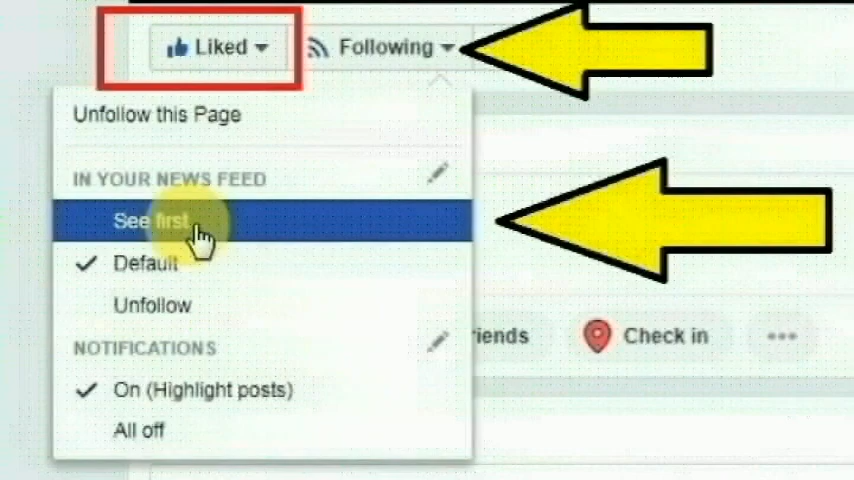 Liked Following
Unfollow this Page
IN YOUR NEWS FEED
See first
Default
Unfollow
riends Check in
NOTIFICATIONS
On (Highlight posts)
All off